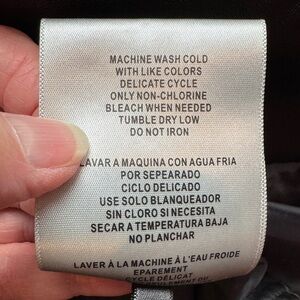 MACHINE WASH COLD
WITH LIKE COLORS
DELICATE CYCLE
ONLY NON-CHLORINE
BLEACH WHEN NEEDED
TUMBLE DRY LOW
DO NOT IRON
LAVAR A MAQUINA CON AGUA FRIA
POR SEPEARADO
CICLO DELICADO
USE SOLO BLANQUEADOR
SIN CLORO SI NECESITA
SECAR A TEMPERATURA BAJA
NO PLANCHAR
LAVER À LA MACHINE À L'EAU FROIDE
EPAREMENT
CYCLE DÉLICAT